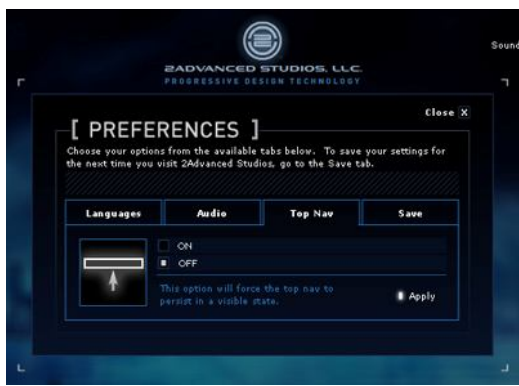 2ADVANCED STUDIOS, LLC.
PROGRESSIVE DESIGN TECHNOLOGY
Sound
Close X
[ PREFERENCES ]
Choose your options from the available tabs below. To save your settings for
the next time you visit 2Advanced Studios, go to the Save tab.
Languages Audio Top Nav Save
ON
OFF
This option will force the top nav to
persist in a visible state.
Apply